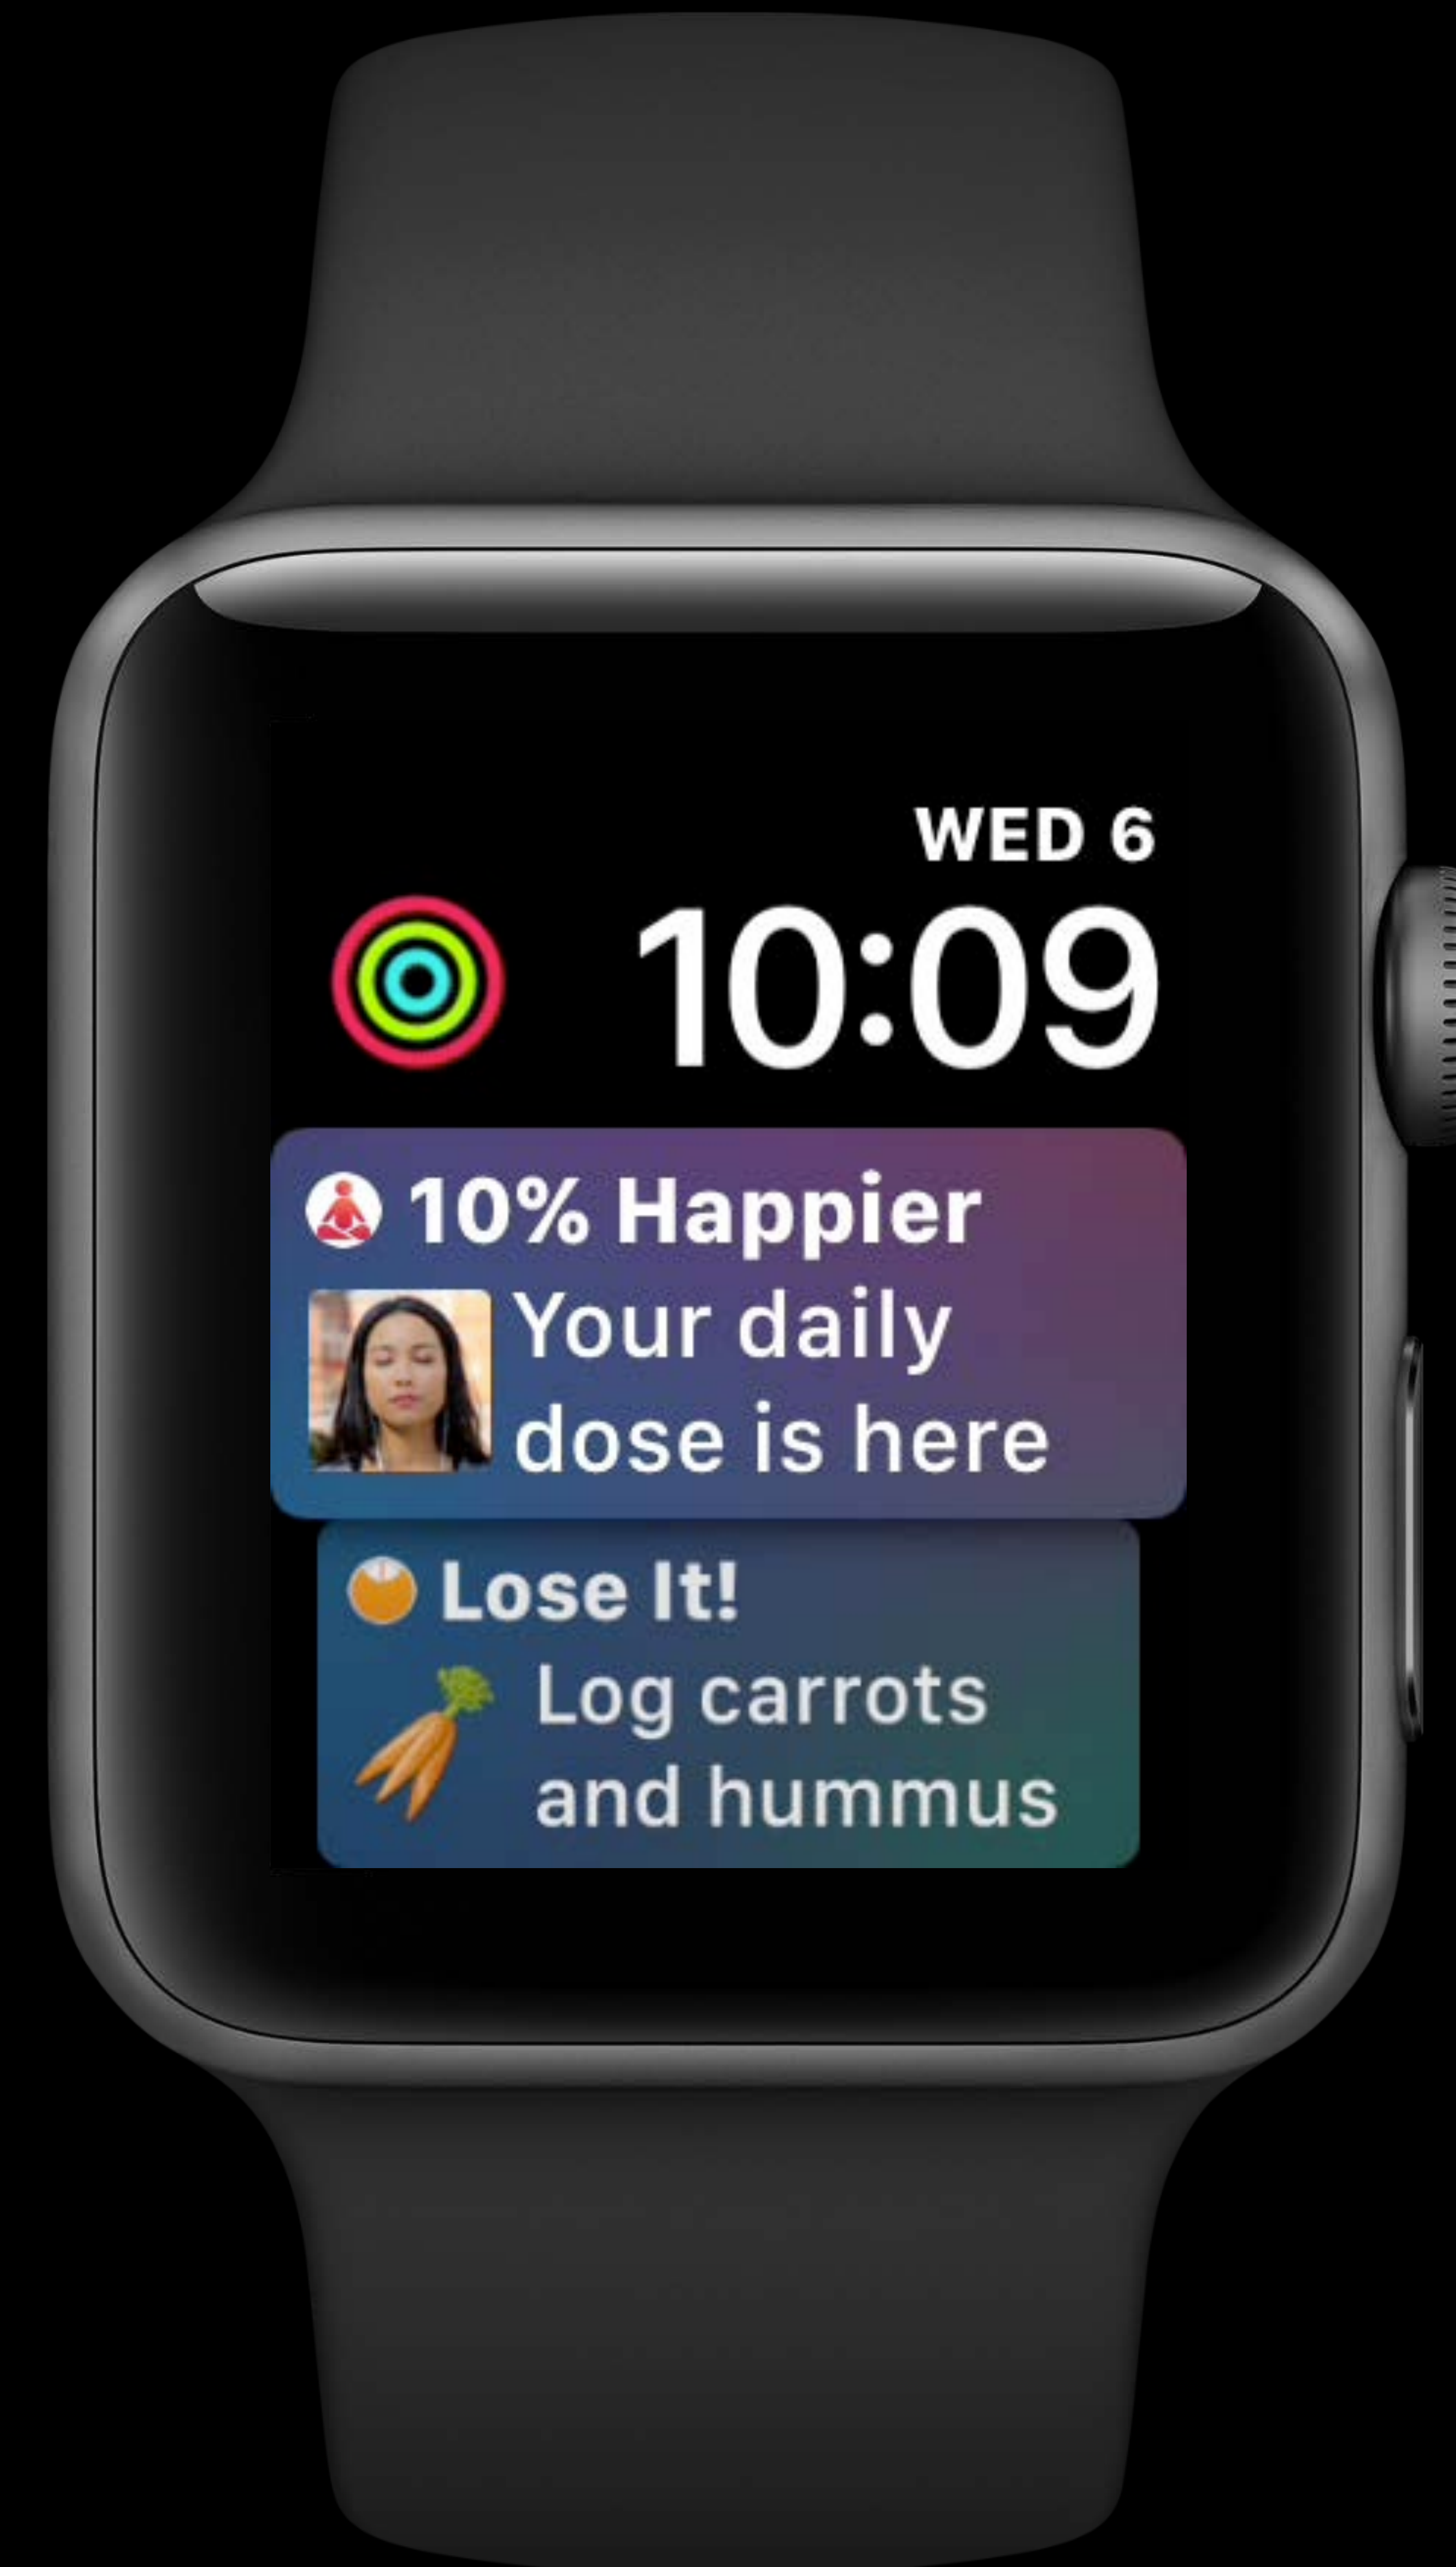 WED 6
10:09
10% Happier
Your daily
dose is here
Lose It!
Log carrots
and hummus